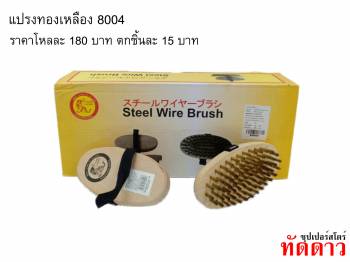 แปรงทองเหลือง 8004
ราคาโหลละ 180 บาท ตกชิ้นละ 15 บาท
スチールワイヤーブラシ
Steel Wire Brush
ซุปเปอร์สโตร์
ทัดดาว